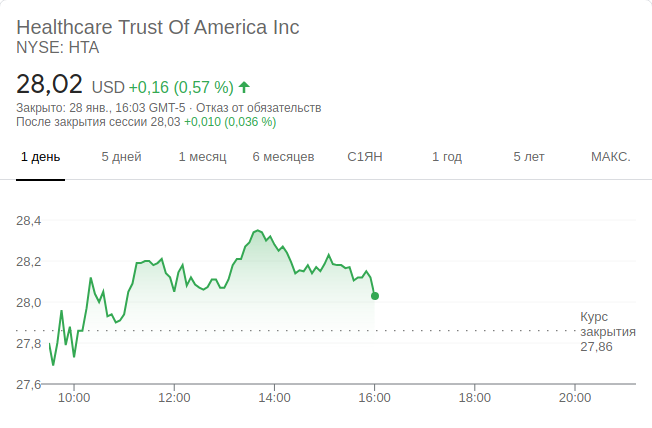 Healthcare Trust Of America Inc
NYSE: HTA
28,02 USD +0,16 (0,57 %)
Закрыто: 28 янв., 16:03 GMT-5 · Отказ от обязательств
После закрытия сессии 28,03 +0,010 (0,036 %)
1 день 5 дней 1 месяц 6 месяцев С1ЯН 1 год 5 лет МАКС.
28,4
28,2
28,0
27,8
27,6
Курс
закрытия
27,86
10:00 12:00 14:00 16:00 18:00 20:00